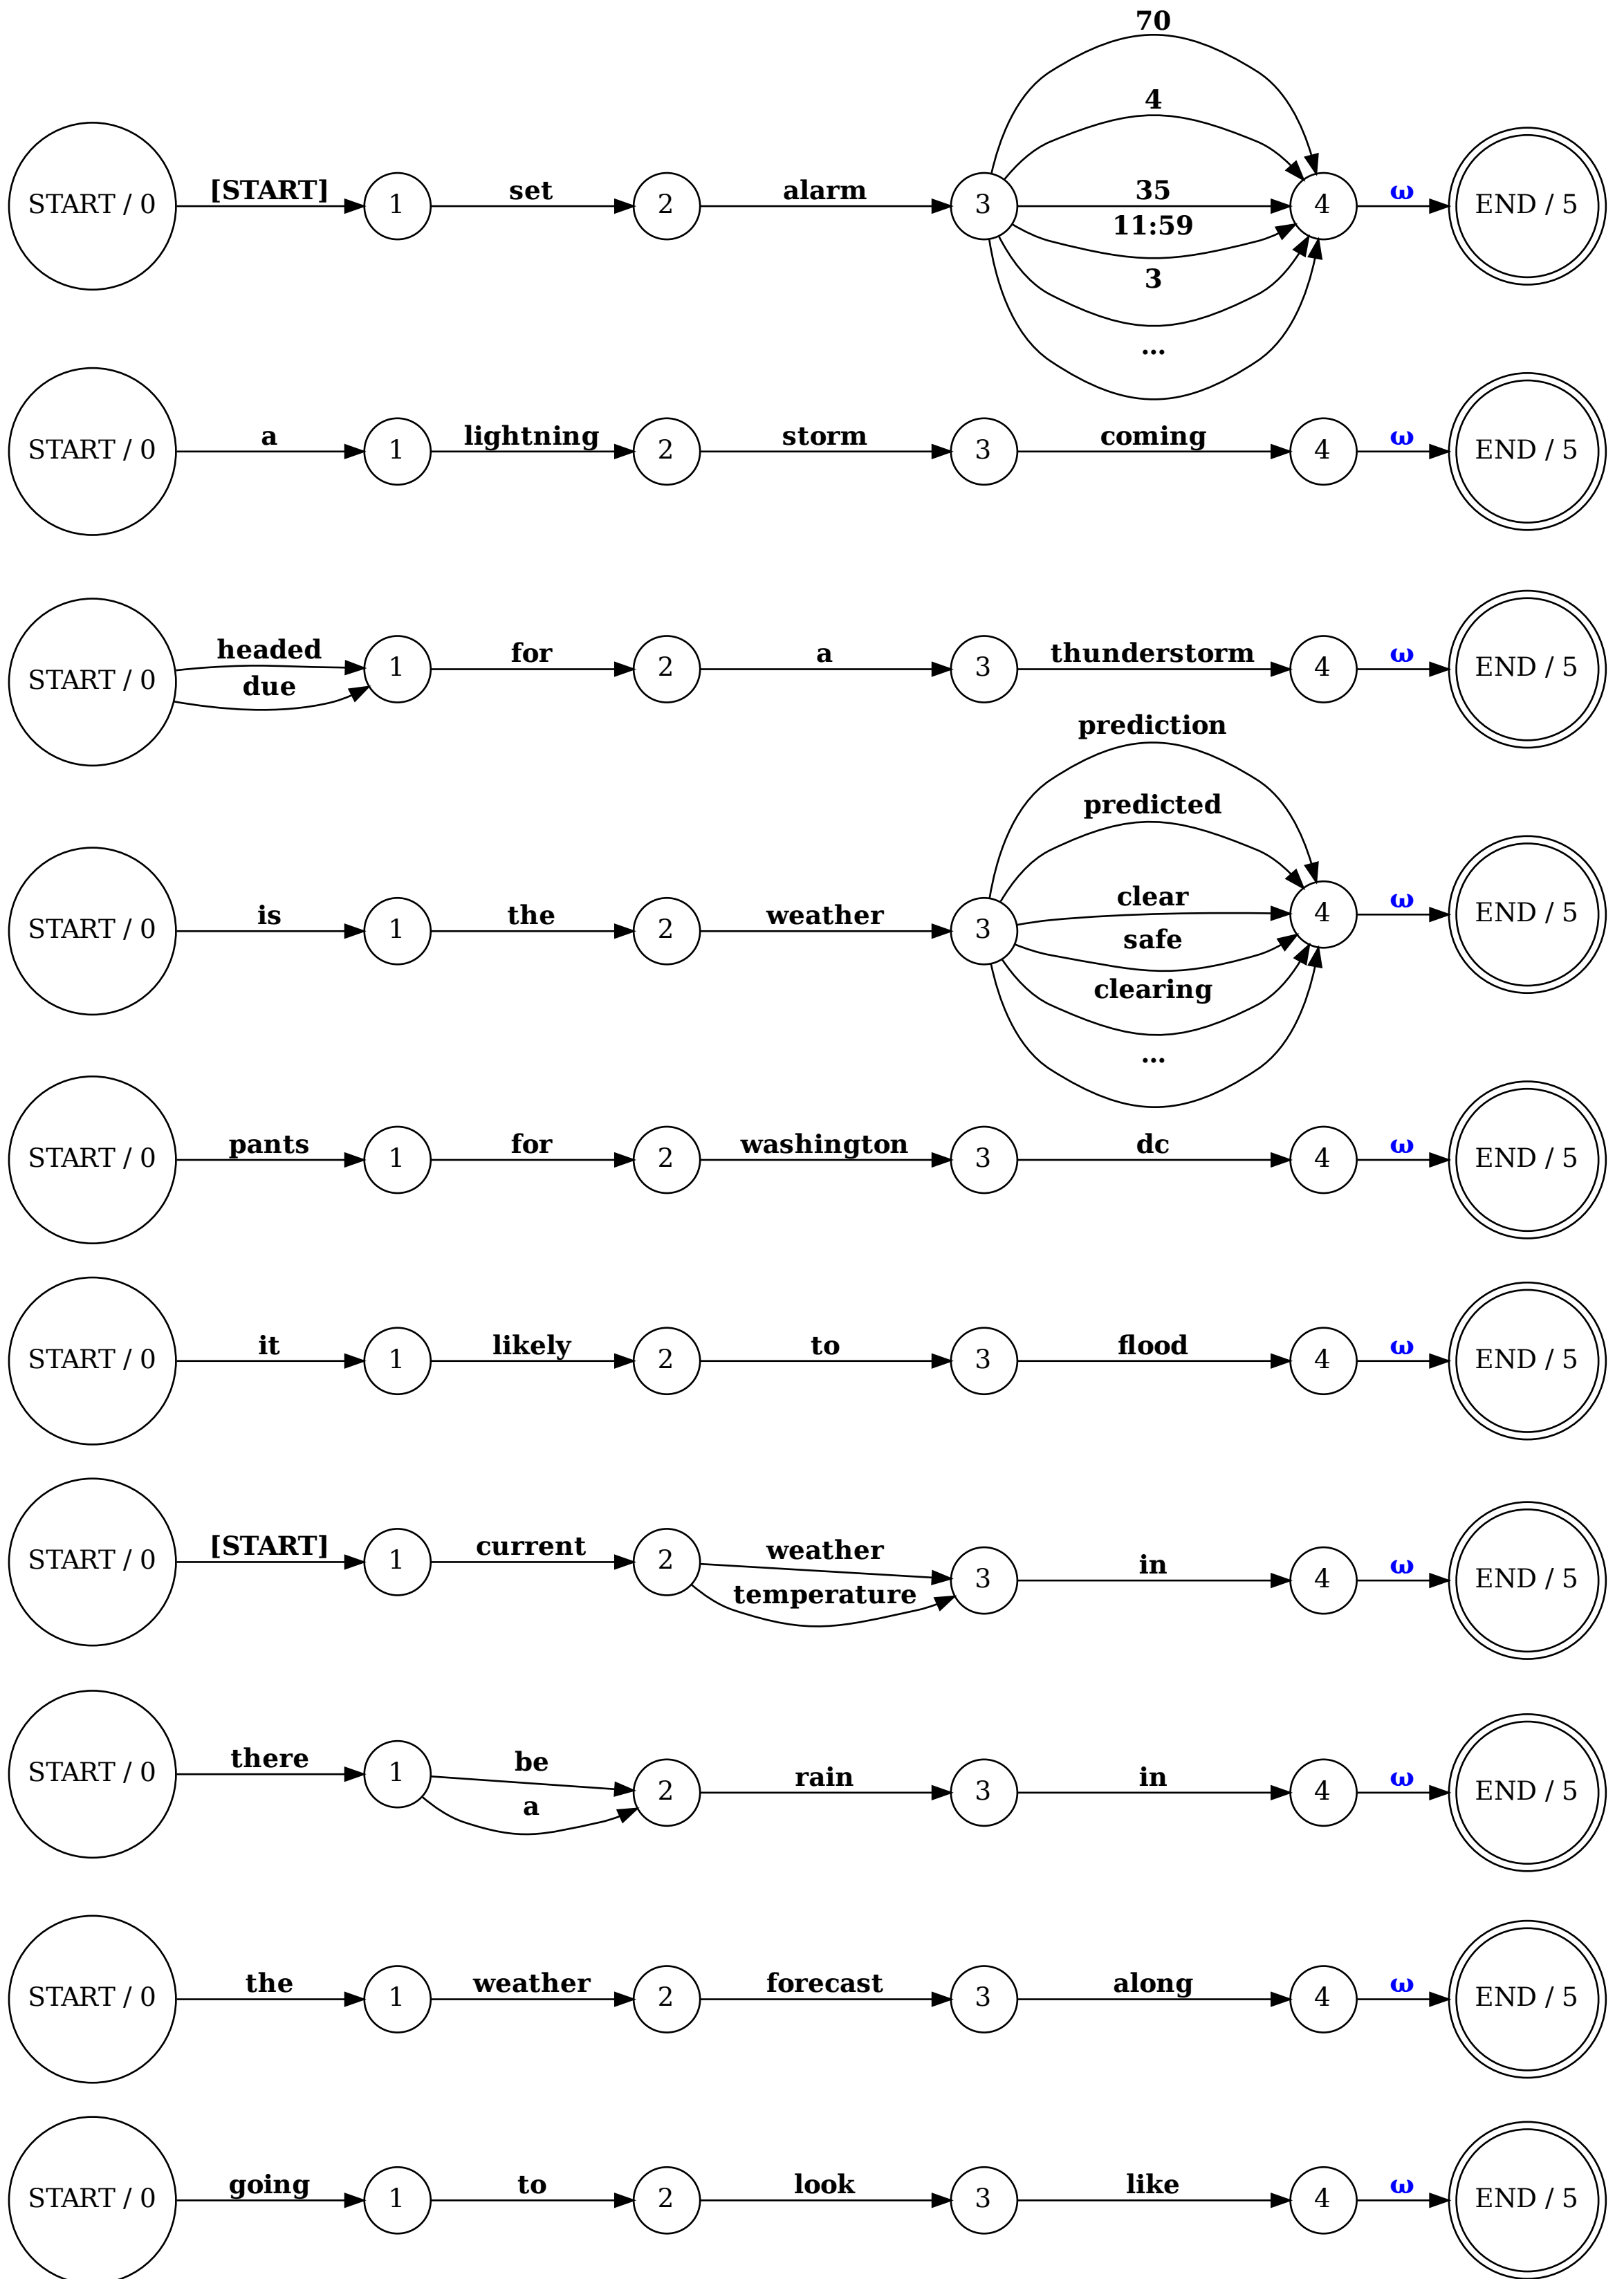 70
4
START / 0 [START] 1 set 2 alarm 3 35 4 ω END / 5
11:59
3
...
START / 0 a 1 lightning 2 storm 3 coming 4 ω END / 5
START / 0 headed 1 for 2 a 3 thunderstorm 4 ω END / 5
due
prediction
predicted
START / 0 is 1 the 2 weather 3 clear 4 ω END / 5
safe
clearing
...
START / 0 pants 1 for 2 washington 3 dc 4 ω END / 5
START / 0 it 1 likely 2 to 3 flood 4 ω END / 5
START / 0 [START] 1 current 2 weather 3 in 4 ω END / 5
temperature
START / 0 there 1 be 2 rain 3 in 4 ω END / 5
a
START / 0 the 1 weather 2 forecast 3 along 4 ω END / 5
START / 0 going 1 to 2 look 3 like 4 ω END / 5